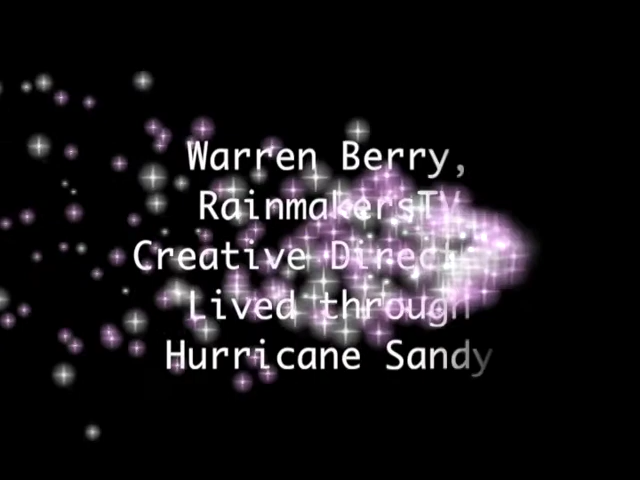 Warren Berry,
RainmakersTV
Creative Director
Lived through
Hurricane Sandy